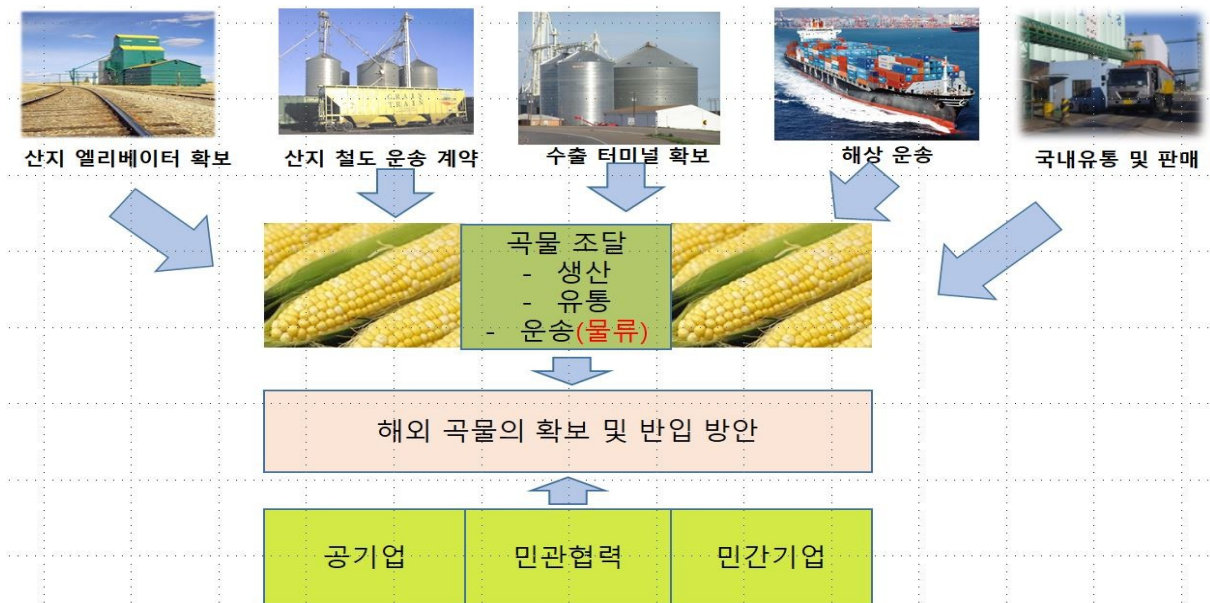 산지 엘리베이터 확보
산지 철도 운송 계약
수출 터미널 확보
해상 운송
국내유통 및 판매
곡물 조달
- 생산
- 유통
- 운송(물류)
해외 곡물의 확보 및 반입 방안
공기업
민관협력
민간기업